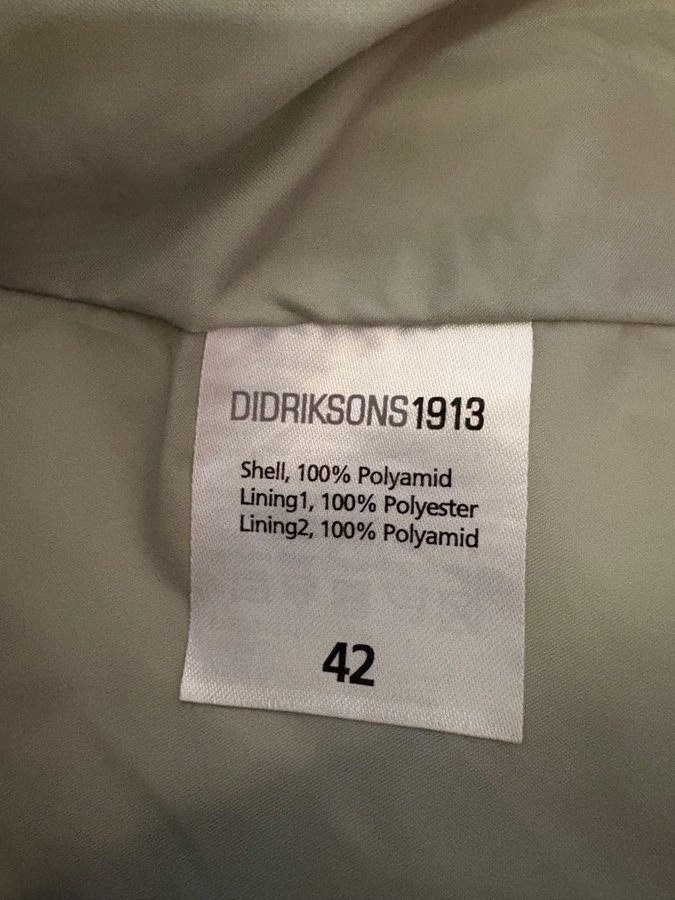 DIDRIKSONS1913
Shell, 100% Polyamid
Lining1, 100% Polyester
Lining2, 100% Polyamid
42